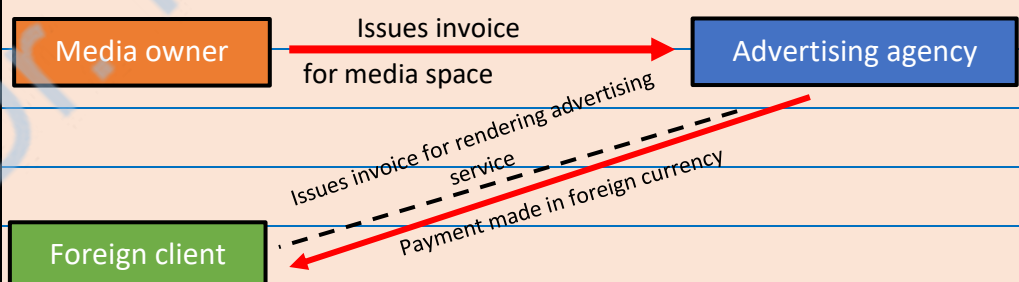 Media owner
Issues invoice
for media space
Advertising agency
Issues invoice for rendering advertising
service
Payment made in foreign currency
Foreign client